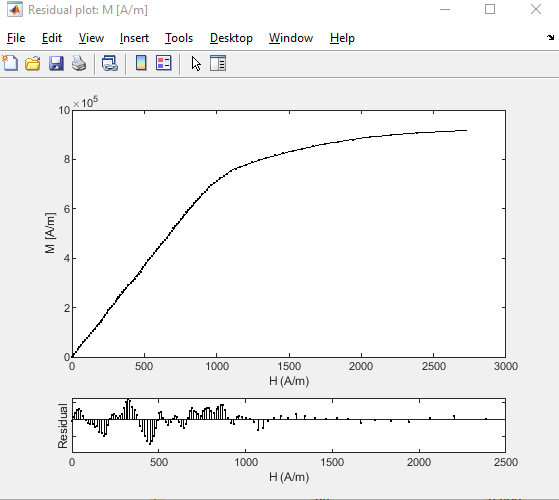 Residual plot: M [A/m]
File Edit View Insert Tools Desktop Window Help
×10⁵
10
8
6
4
2
0
M [A/m]
0 500 1000 1500 2000 2500 3000
H (A/m)
Residual
0 500 1000 1500 2000 2500
H (A/m)